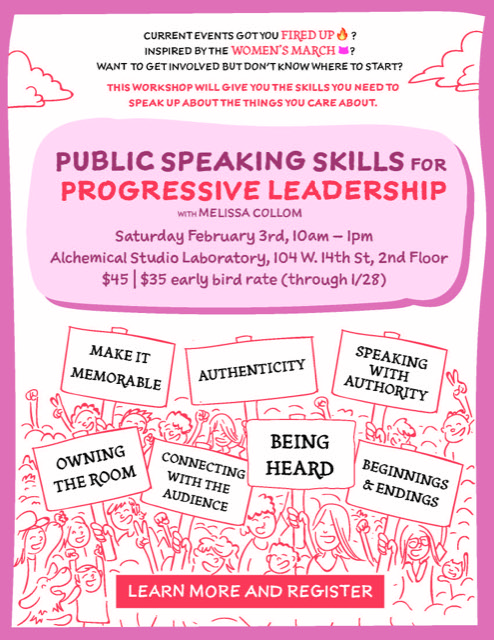 CURRENT EVENTS GOT YOU FIRED UP 🔥?
INSPIRED BY THE WOMEN'S MARCH ?
WANT TO GET INVOLVED BUT DON'T KNOW WHERE TO START?
THIS WORKSHOP WILL GIVE YOU THE SKILLS YOU NEED TO
SPEAK UP ABOUT THE THINGS YOU CARE ABOUT.
PUBLIC SPEAKING SKILLS FOR
PROGRESSIVE LEADERSHIP
WITH MELISSA COLLOM
Saturday February 3rd, 10am – 1pm
Alchemical Studio Laboratory, 104 W. 14th St, 2nd Floor
$45 | $35 early bird rate (through 1/28)
MAKE IT
MEMORABLE
AUTHENTICITY
SPEAKING
WITH
AUTHORITY
OWNING
THE ROOM
CONNECTING
WITH THE
AUDIENCE
BEING
HEARD
BEGINNINGS
& ENDINGS
LEARN MORE AND REGISTER